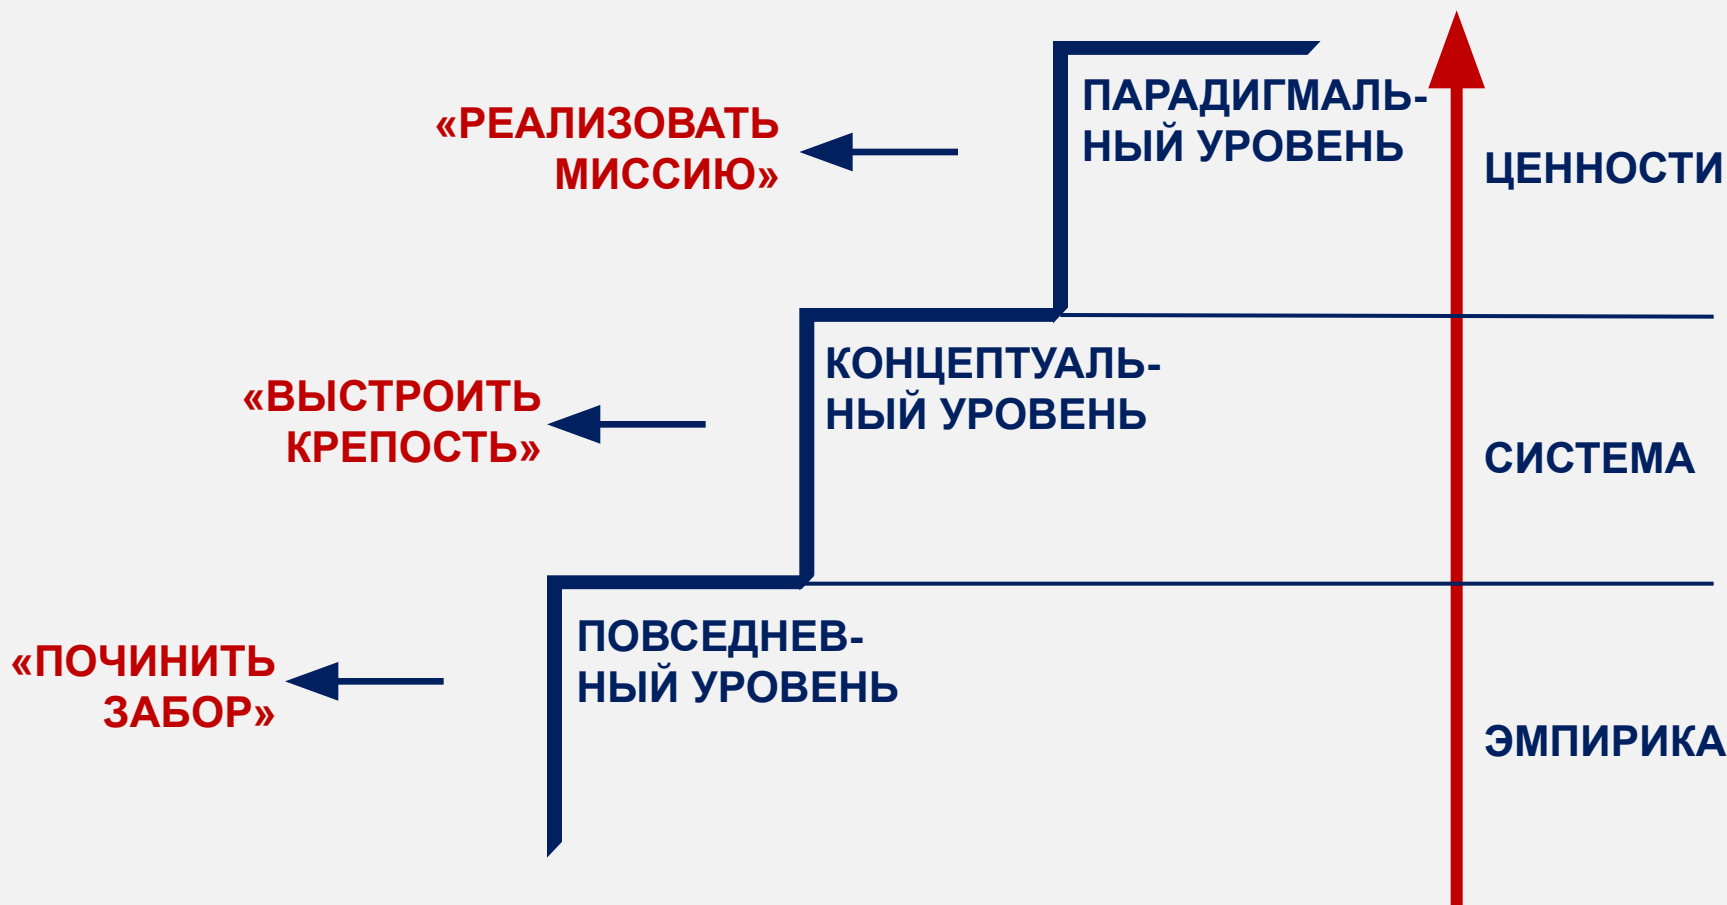 «РЕАЛИЗОВАТЬ
МИССИЮ»
ПАРАДИГМАЛЬ-
НЫЙ УРОВЕНЬ
ЦЕННОСТИ
«ВЫСТРОИТЬ
КРЕПОСТЬ»
КОНЦЕПТУАЛЬ-
НЫЙ УРОВЕНЬ
СИСТЕМА
«ПОЧИНИТЬ
ЗАБОР»
ПОВСЕДНЕВ-
НЫЙ УРОВЕНЬ
ЭМПИРИКА